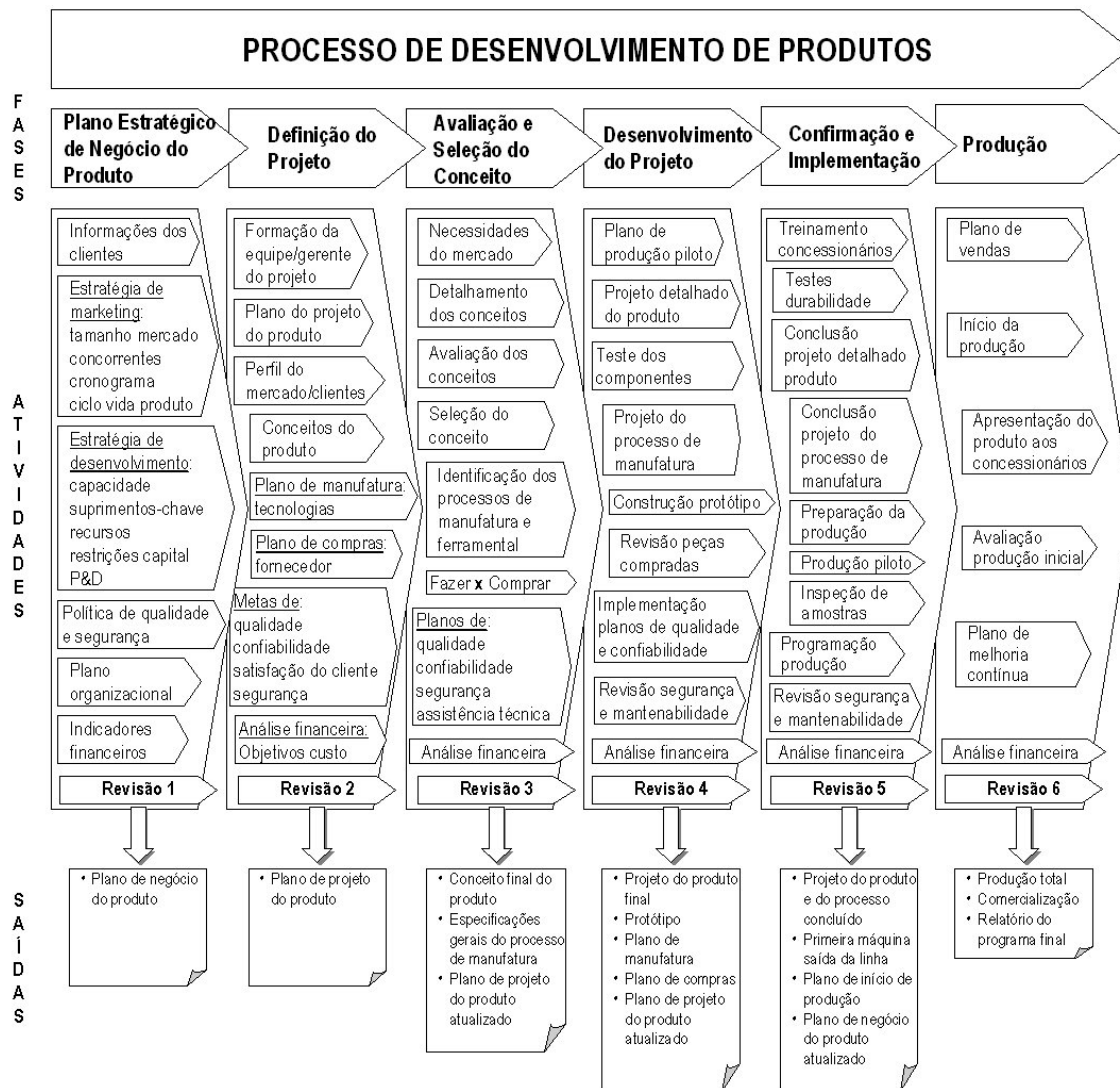 PROCESSO DE DESENVOLVIMENTO DE PRODUTOS
FASES
Plano Estratégico
de Negócio do
Produto
Definição do
Projeto
Avaliação e
Seleção do
Conceito
Desenvolvimento
do Projeto
Confirmação e
Implementação
Produção
ATIVIDADES
Informações dos
clientes
Estratégia de
marketing:
tamanho mercado
concorrentes
cronograma
ciclo vida produto
Estratégia de
desenvolvimento:
capacidade
suprimentos-chave
recursos
restrições capital
P&D
Política de qualidade
e segurança
Plano
organizacional
Indicadores
financeiros
Revisão 1
Formação da
equipe/gerente
do projeto
Plano do projeto
do produto
Perfil do
mercado/clientes
Conceitos do
produto
Plano de manufatura:
tecnologias
Plano de compras:
fornecedor
Metas de:
qualidade
confiabilidade
satisfação do cliente
segurança
Análise financeira:
Objetivos custo
Revisão 2
Necessidades
do mercado
Detalhamento
dos conceitos
Avaliação dos
conceitos
Seleção do
conceito
Identificação dos
processos de
manufatura e
ferramental
Fazer x Comprar
Planos de:
qualidade
confiabilidade
segurança
assistência técnica
Análise financeira
Revisão 3
Plano de
produção piloto
Projeto detalhado
do produto
Teste dos
componentes
Projeto do
processo de
manufatura
Construção protótipo
Revisão peças
compradas
Implementação
planos de qualidade
e confiabilidade
Revisão segurança
e mantenabilidade
Análise financeira
Revisão 4
Treinamento
concessionários
Testes
durabilidade
Conclusão
projeto detalhado
produto
Conclusão
projeto do
processo de
manufatura
Preparação da
produção
Produção piloto
Inspeção de
amostras
Programação
produção
Revisão segurança
e mantenabilidade
Análise financeira
Revisão 5
Plano de
vendas
Início da
produção
Apresentação do
produto aos
concessionários
Avaliação
produção inicial
Plano de
melhoria
contínua
Análise financeira
Revisão 6
SAÍDAS
• Plano de negócio
do produto
• Plano de projeto
do produto
• Conceito final do
produto
• Especificações
gerais do processo
de manufatura
• Plano de projeto
do produto
atualizado
• Projeto do produto
final
• Protótipo
• Plano de
manufatura
• Plano de compras
• Plano de projeto
do produto
atualizado
• Projeto do produto
e do processo
concluído
• Primeira máquina
saída da linha
• Plano de início de
produção
• Plano de negócio
do produto
atualizado
• Produção total
• Comercialização
• Relatório do
programa final